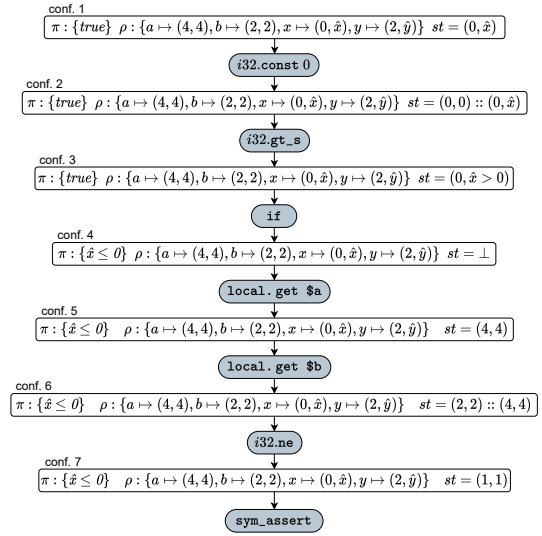 conf. 1
π : {true} ρ : {a ↦ (4, 4), b ↦ (2, 2), x ↦ (0, x̂), y ↦ (2, ŷ)} st = (0, x̂)
i32.const 0
conf. 2
π : {true} ρ : {a ↦ (4, 4), b ↦ (2, 2), x ↦ (0, x̂), y ↦ (2, ŷ)} st = (0, 0) :: (0, x̂)
i32.gt_s
conf. 3
π : {true} ρ : {a ↦ (4, 4), b ↦ (2, 2), x ↦ (0, x̂), y ↦ (2, ŷ)} st = (0, x̂ > 0)
if
conf. 4
π : {x̂ ≤ 0} ρ : {a ↦ (4, 4), b ↦ (2, 2), x ↦ (0, x̂), y ↦ (2, ŷ)} st = ⊥
local.get $a
conf. 5
π : {x̂ ≤ 0} ρ : {a ↦ (4, 4), b ↦ (2, 2), x ↦ (0, x̂), y ↦ (2, ŷ)} st = (4, 4)
local.get $b
conf. 6
π : {x̂ ≤ 0} ρ : {a ↦ (4, 4), b ↦ (2, 2), x ↦ (0, x̂), y ↦ (2, ŷ)} st = (2, 2) :: (4, 4)
i32.ne
conf. 7
π : {x̂ ≤ 0} ρ : {a ↦ (4, 4), b ↦ (2, 2), x ↦ (0, x̂), y ↦ (2, ŷ)} st = (1, 1)
sym_assert